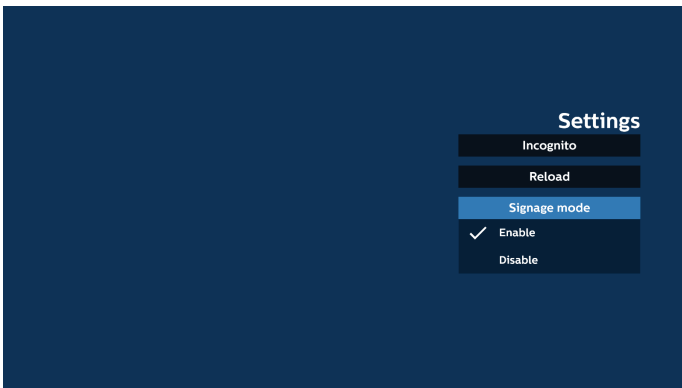 Settings
Incognito
Reload
Signage mode
Enable
Disable